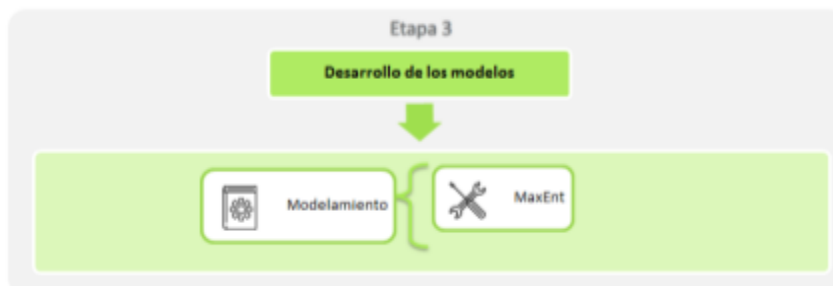 Etapa 3
Desarrollo de los modelos
Modelamiento
MaxEnt